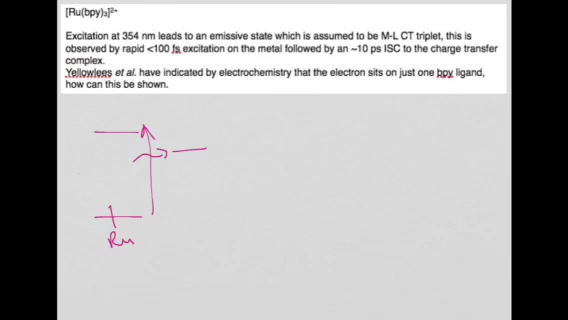 [Ru(bpy)₃]²⁺
Excitation at 354 nm leads to an emissive state which is assumed to be M-L CT triplet, this is
observed by rapid <100 fs excitation on the metal followed by an ~10 ps ISC to the charge transfer
complex.
Yellowlees et al. have indicated by electrochemistry that the electron sits on just one bpy ligand,
how can this be shown.
Ru